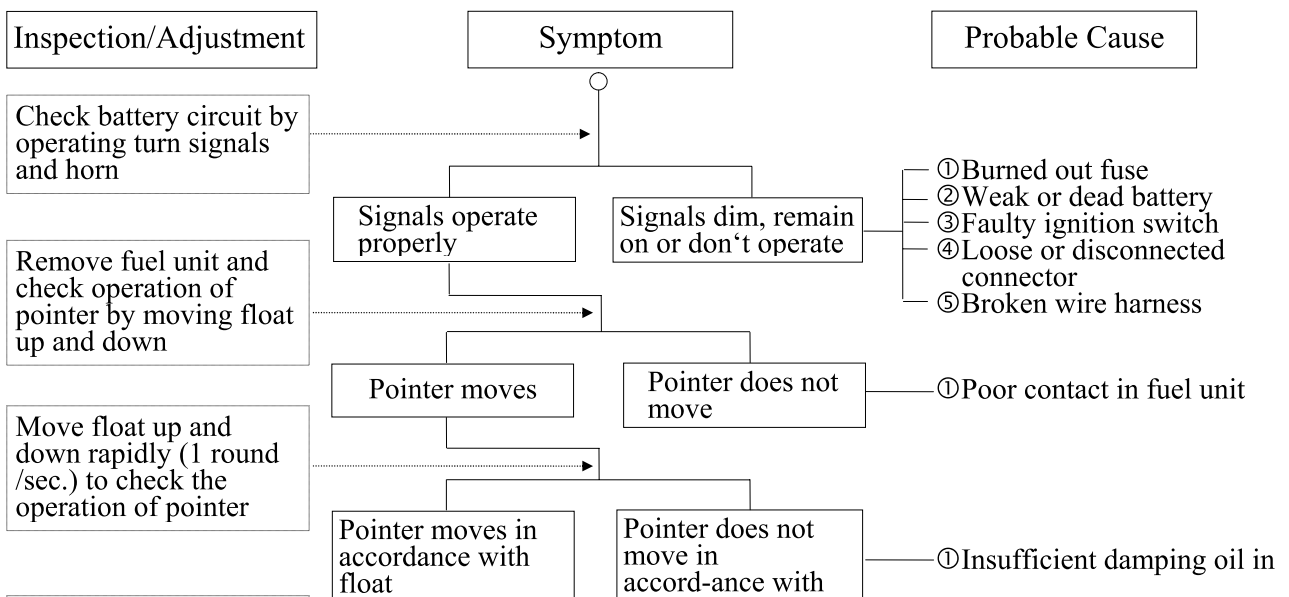 Inspection/Adjustment
Symptom
Probable Cause
Check battery circuit by
operating turn signals
and horn
Signals operate
properly
Signals dim, remain
on or don‘t operate
①Burned out fuse
②Weak or dead battery
③Faulty ignition switch
④Loose or disconnected
connector
⑤Broken wire harness
Remove fuel unit and
check operation of
pointer by moving float
up and down
Pointer moves
Pointer does not
move
①Poor contact in fuel unit
Move float up and
down rapidly (1 round
/sec.) to check the
operation of pointer
Pointer moves in
accordance with
float
Pointer does not
move in
accord-ance with
①Insufficient damping oil in